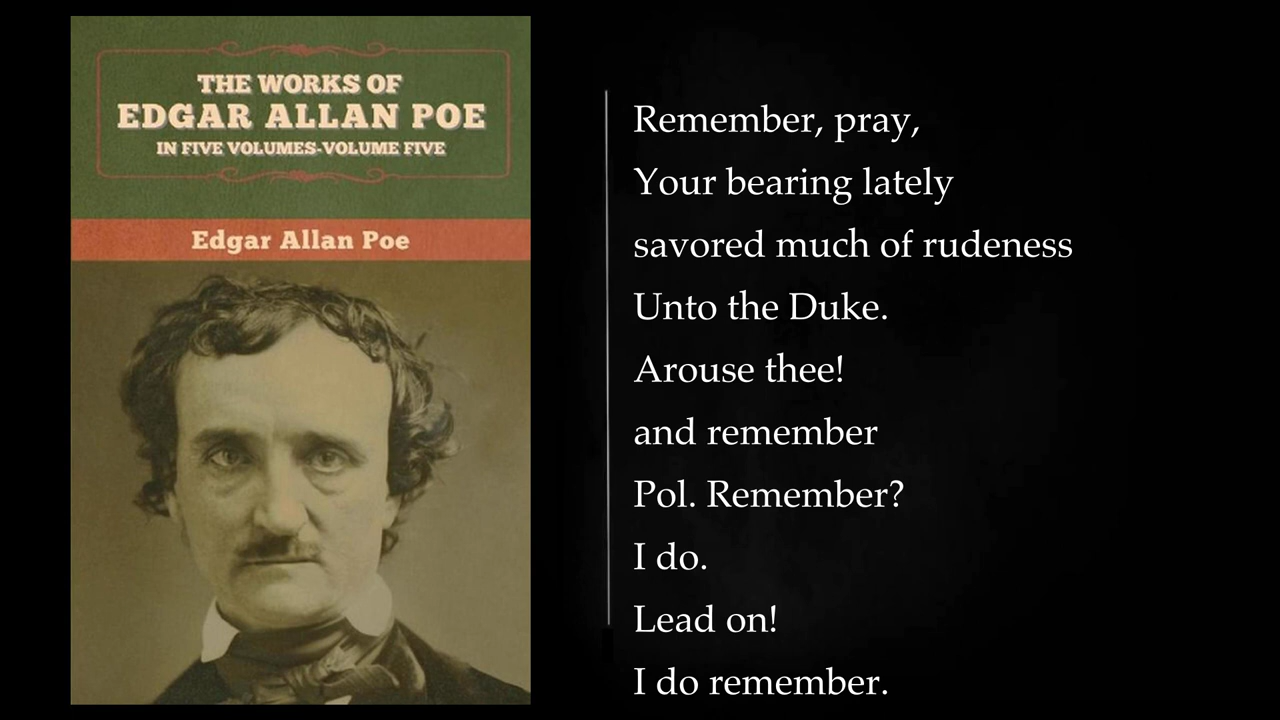 THE WORKS OF
EDGAR ALLAN POE
IN FIVE VOLUMES-VOLUME FIVE
Edgar Allan Poe
Remember, pray,
Your bearing lately
savored much of rudeness
Unto the Duke.
Arouse thee!
and remember
Pol. Remember?
I do.
Lead on!
I do remember.